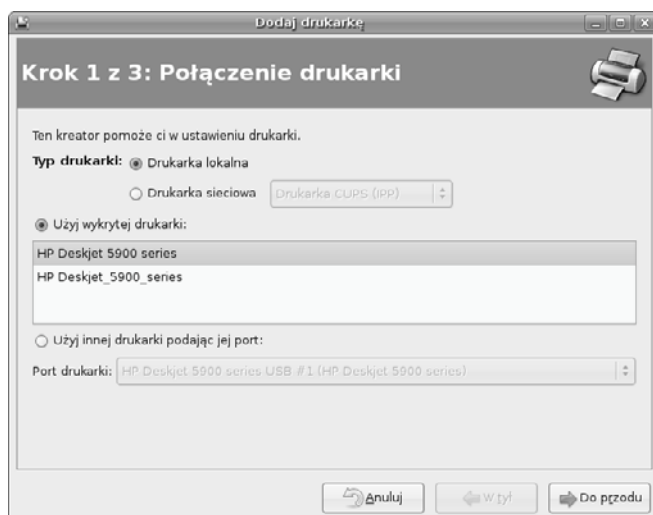 Dodaj drukarkę
Krok 1 z 3: Połączenie drukarki
Ten kreator pomoże ci w ustawieniu drukarki.
Typ drukarki: Drukarka lokalna
Drukarka sieciowa Drukarka CUPS (IPP)
Użyj wykrytej drukarki:
HP Deskjet 5900 series
HP Deskjet_5900_series
Użyj innej drukarki podając jej port:
Port drukarki: HP Deskjet 5900 series USB #1 (HP Deskjet 5900 series)
Anuluj W tył Do przodu